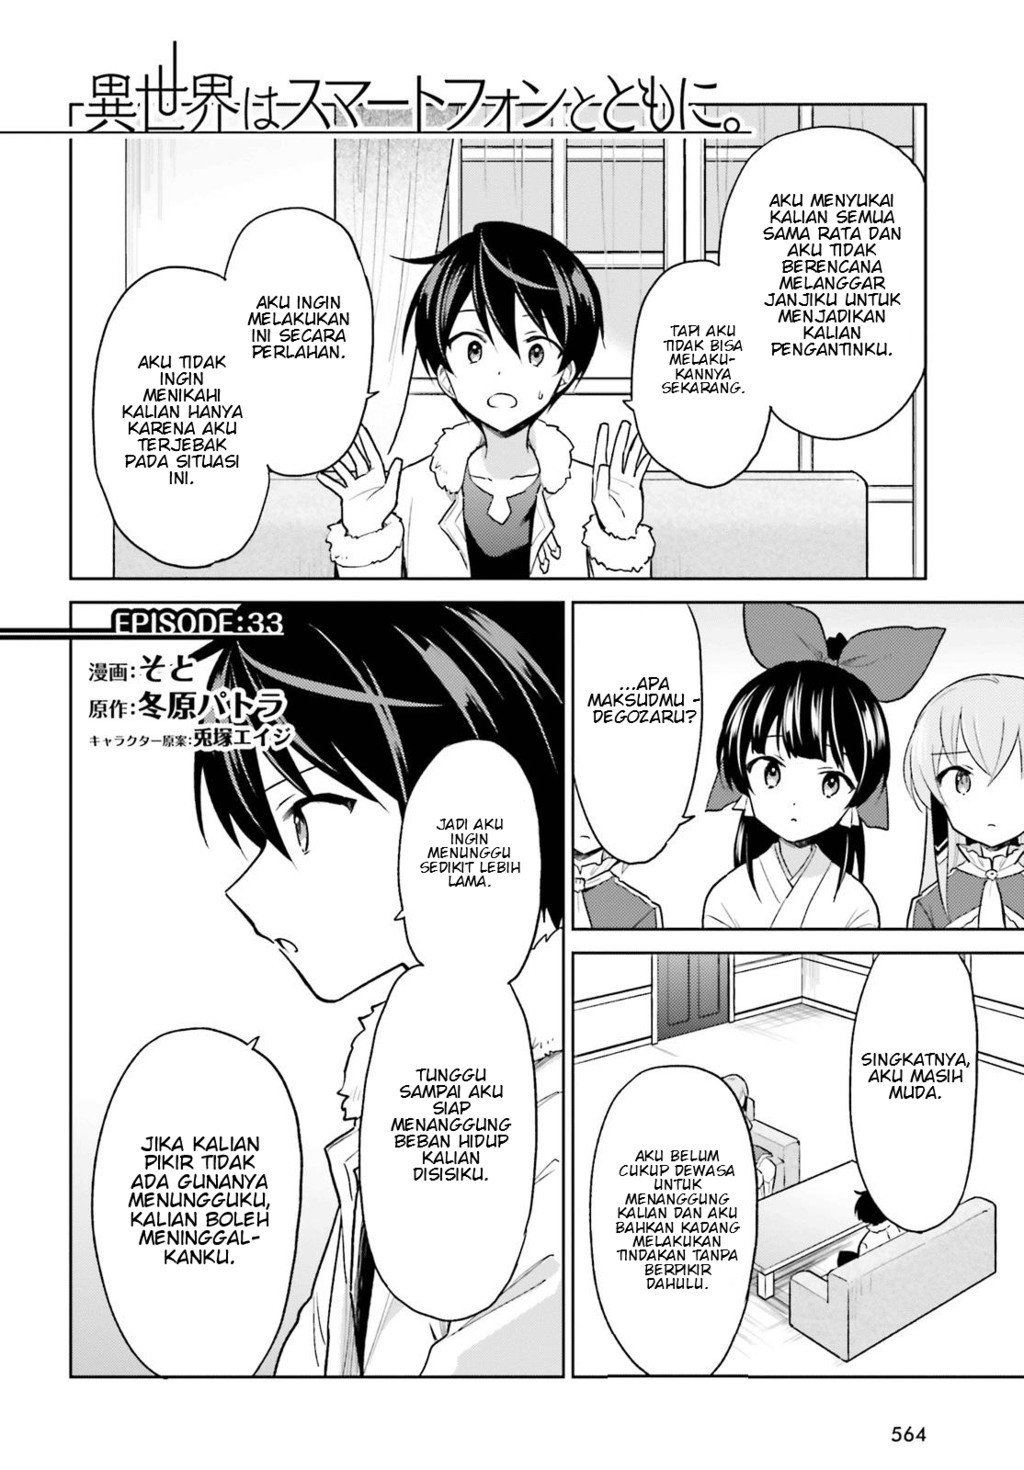 異世界はスマートフォンとともに。
AKU MENYUKAI
KALIAN SEMUA
SAMA RATA DAN
AKU TIDAK
BERENCANA
MELANGGAR
JANJIKU UNTUK
MENJADIKAN
KALIAN
PENGANTINKU.
TAPI AKU
TIDAK BISA
MELAKU-
KANNYA
SEKARANG.
AKU INGIN
MELAKUKAN
INI SECARA
PERLAHAN.
AKU TIDAK
INGIN
MENIKAHI
KALIAN HANYA
KARENA AKU
TERJEBAK
PADA SITUASI
INI.
EPISODE:33
漫画:そと
原作:冬原パトラ
キャラクター原案:兎塚エイジ
...APA
MAKSUDMU -
DEGOZARU?
SINGKATNYA,
AKU MASIH
MUDA.
AKU BELUM
CUKUP DEWASA
UNTUK
MENANGGUNG
KALIAN DAN AKU
BAHKAN KADANG
MELAKUKAN
TINDAKAN TANPA
BERPIKIR
DAHULU.
JADI AKU
INGIN
MENUNGGU
SEDIKIT LEBIH
LAMA.
TUNGGU
SAMPAI AKU
SIAP
MENANGGUNG
BEBAN HIDUP
KALIAN
DISISIKU.
JIKA KALIAN
PIKIR TIDAK
ADA GUNANYA
MENUNGGUKU,
KALIAN BOLEH
MENINGGAL-
KANKU.
564